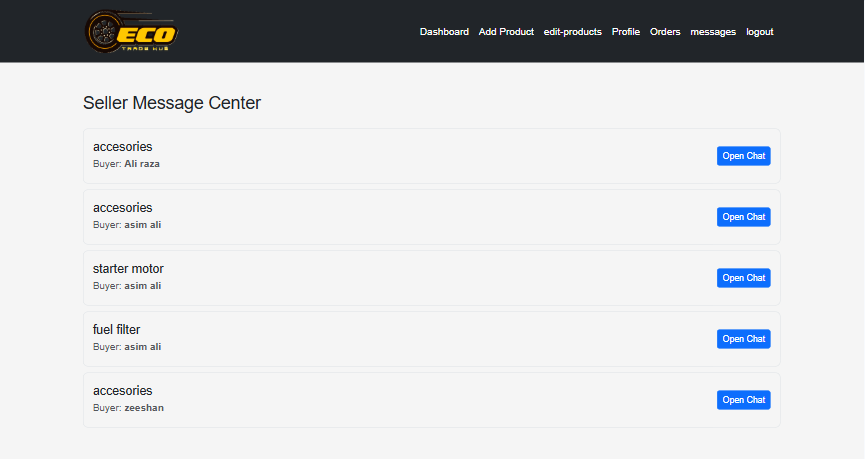 ECO
TRADE HUB
Dashboard Add Product edit-products Profile Orders messages logout
Seller Message Center
accesories
Buyer: Ali raza
Open Chat
accesories
Buyer: asim ali
Open Chat
starter motor
Buyer: asim ali
Open Chat
fuel filter
Buyer: asim ali
Open Chat
accesories
Buyer: zeeshan
Open Chat